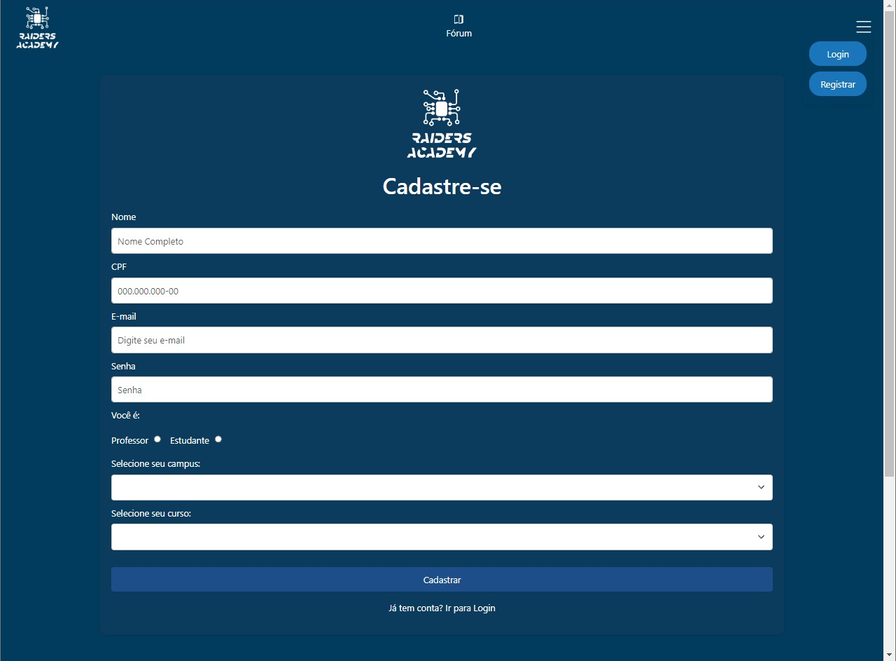 RAIDERS
ACADEMY
Fórum
Login
Registrar
RAIDERS
ACADEMY
Cadastre-se
Nome
Nome Completo
CPF
000.000.000-00
E-mail
Digite seu e-mail
Senha
Senha
Você é:
Professor Estudante
Selecione seu campus:
Selecione seu curso:
Cadastrar
Já tem conta? Ir para Login